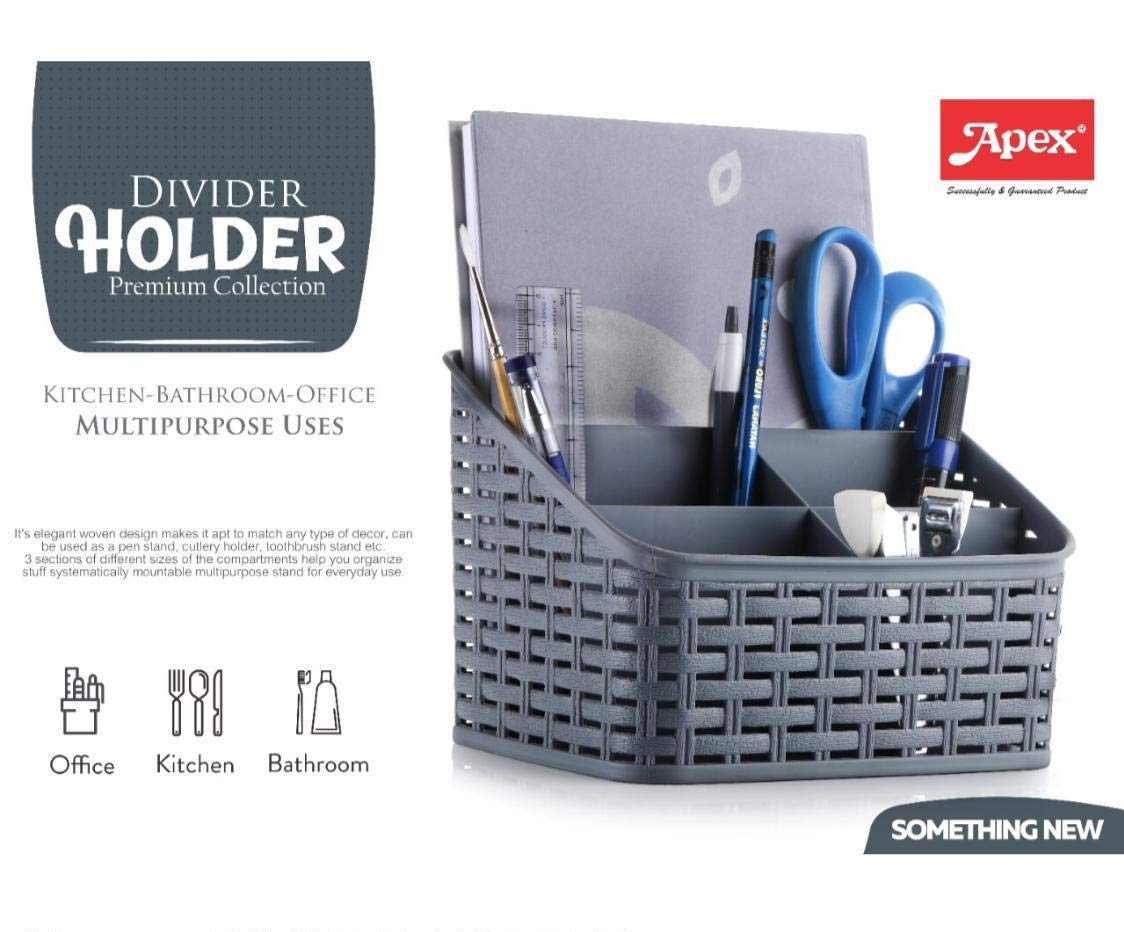 DIVIDER
HOLDER
Premium Collection
KITCHEN-BATHROOM-OFFICE
MULTIPURPOSE USES
It's elegant woven design makes it apt to match any type of decor, can
be used as a pen stand, cutlery holder, toothbrush stand etc.
3 sections of different sizes of the compartments help you organize
stuff systematically mountable multipurpose stand for everyday use.
Office
Kitchen
Bathroom
Apex®
Successfully & Guaranteed Product
SOMETHING NEW